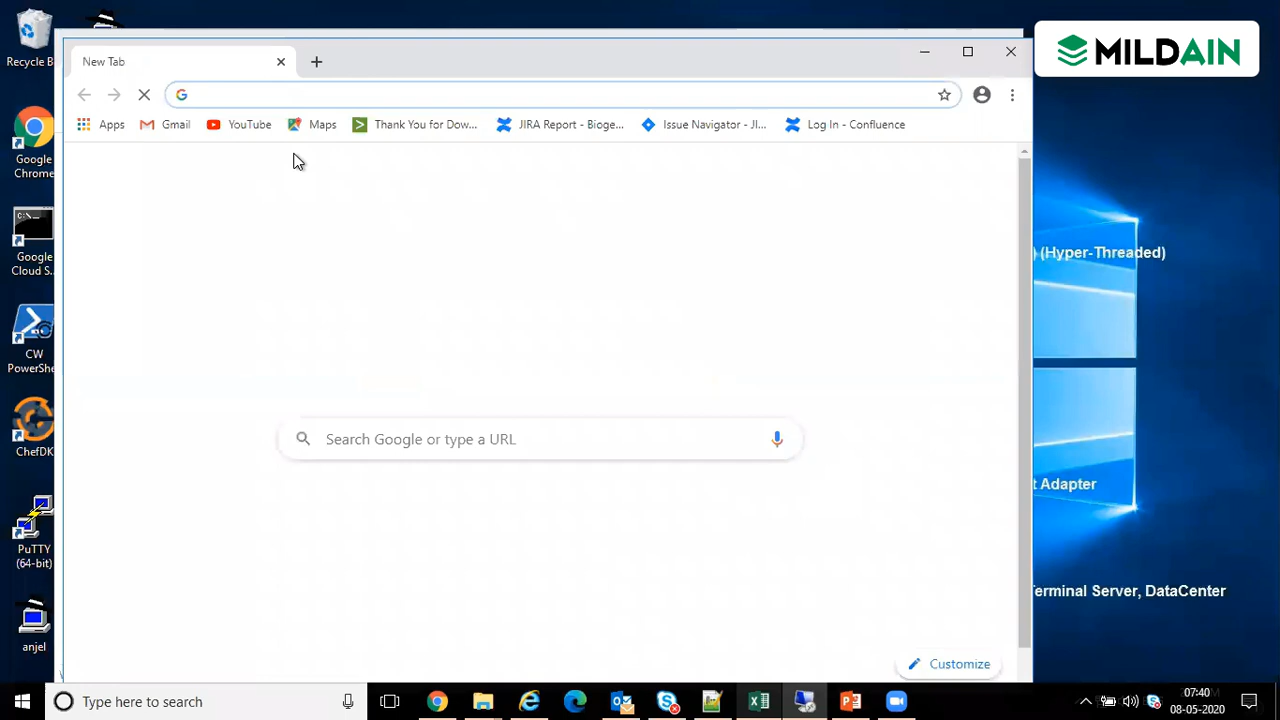 Recycle B
Google
Chrome
Google
Cloud S...
CW
PowerShe
ChefDK
PuTTY
(64-bit)
anjel
New Tab
Apps
Gmail
YouTube
Maps
Thank You for Dow...
JIRA Report - Bioge...
Issue Navigator - JI...
Log In - Confluence
Search Google or type a URL
Customize
MILDAIN
) (Hyper-Threaded)
t Adapter
Terminal Server, DataCenter
Type here to search
07:40
08-05-2020